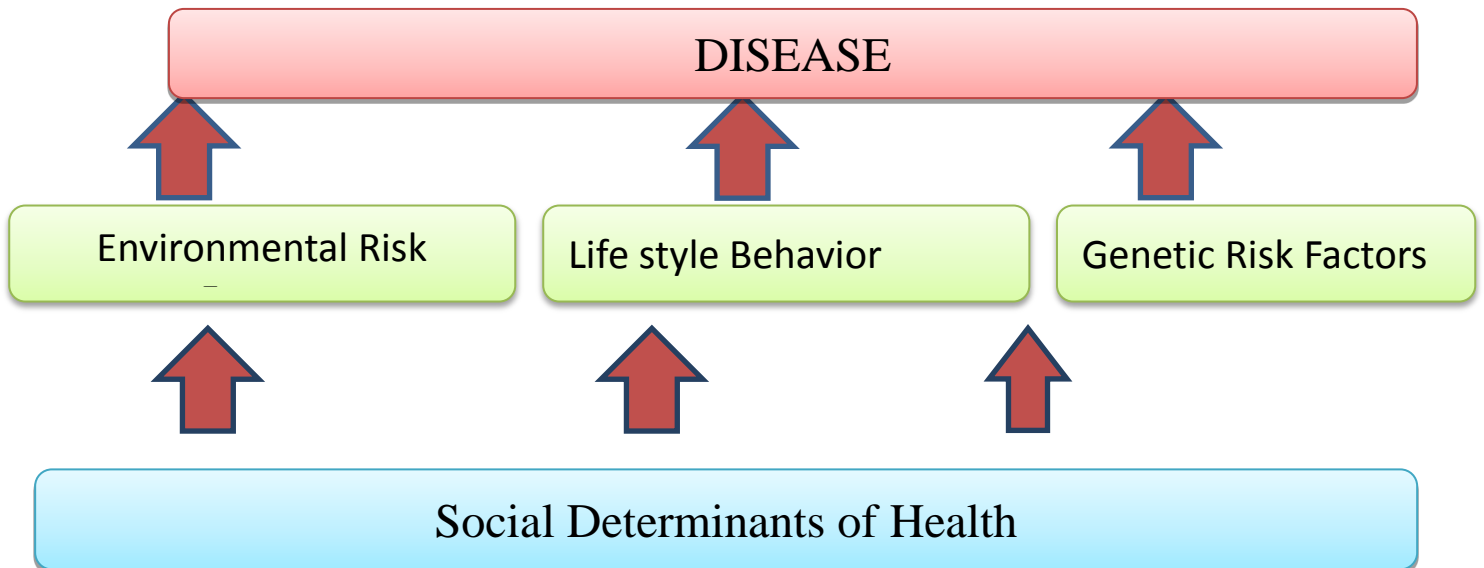 DISEASE
Environmental Risk
Life style Behavior
Genetic Risk Factors
Social Determinants of Health